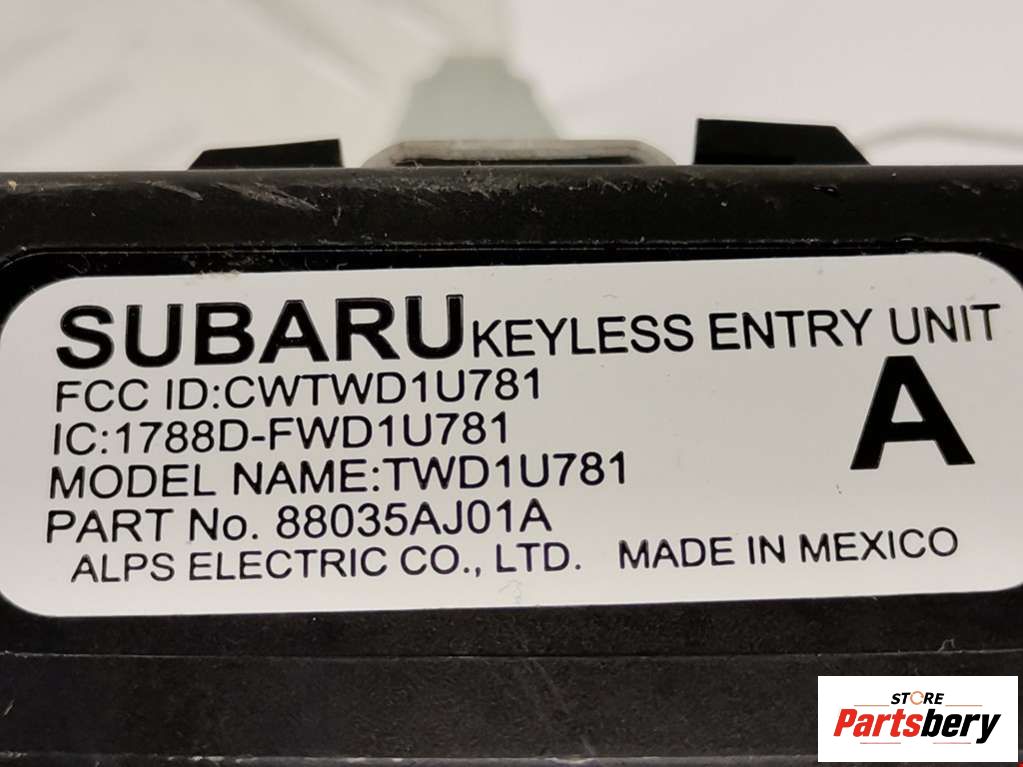 SUBARU KEYLESS ENTRY UNIT
FCC ID:CWTWD1U781
IC:1788D-FWD1U781
A
MODEL NAME:TWD1U781
PART No. 88035AJ01A
ALPS ELECTRIC CO., LTD. MADE IN MEXICO
STORE
Partsbery